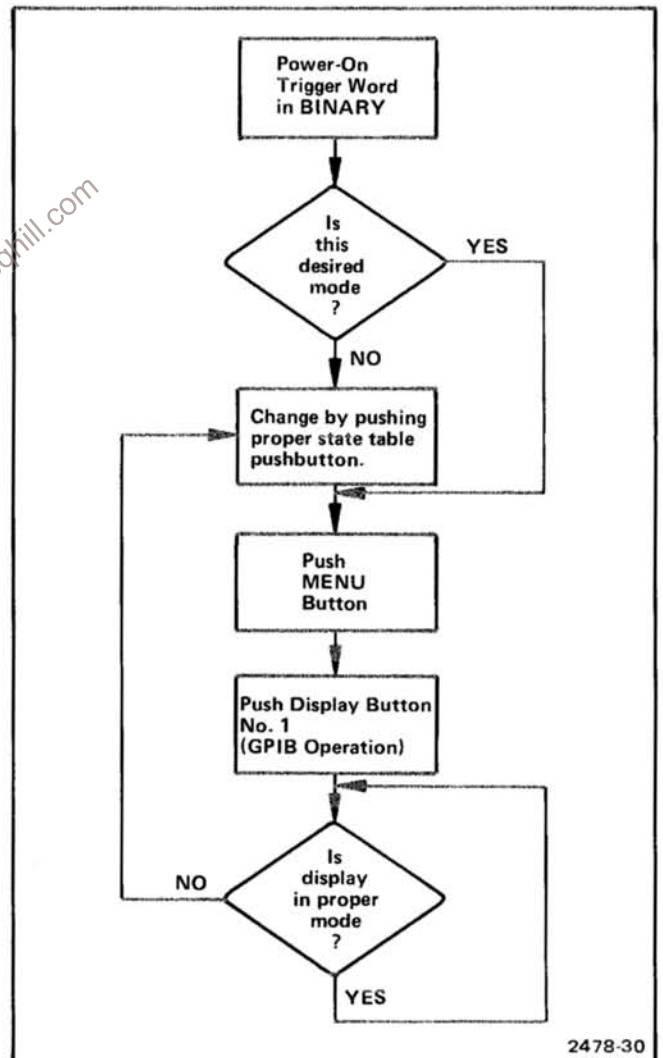 Power-On
Trigger Word
in BINARY
Is
this
desired
mode
?
YES
NO
Change by pushing
proper state table
pushbutton.
Push
MENU
Button
Push Display Button
No. 1
(GPIB Operation)
Is
display
in proper
mode
?
NO
YES
2478-30